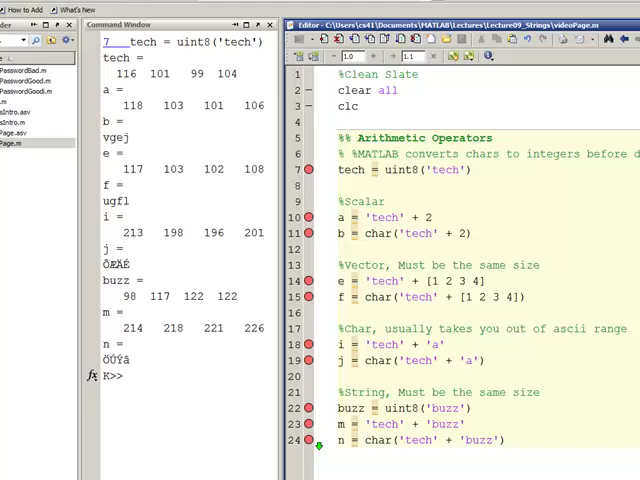 How to Add
What's New
Command Window
Editor - C:\Users\cs41\Documents\MATLAB\Lectures\Lecture09_Strings\videoPage.m
1.0
1.1
PasswordBad.m
PasswordGood.m
PasswordGoodi.m
.m
sIntro.asv
sIntro.m
Page.asv
Page.m
7 tech = uint8('tech')
tech =
116 101 99 104
a =
118 103 101 106
b =
vgej
e =
117 103 102 108
f =
ugfl
i =
213 198 196 201
j =
ÕÆÄÉ
buzz =
98 117 122 122
m =
214 218 221 226
n =
ÖÚÝâ
fx K>>
1 %Clean Slate
2 clear all
3 clc
4
5 %% Arithmetic Operators
6 % %MATLAB converts chars to integers before d
7 tech = uint8('tech')
8
9 %Scalar
10 a = 'tech' + 2
11 b = char('tech' + 2)
12
13 %Vector, Must be the same size
14 e = 'tech' + [1 2 3 4]
15 f = char('tech' + [1 2 3 4])
16
17 %Char, usually takes you out of ascii range
18 i = 'tech' + 'a'
19 j = char('tech' + 'a')
20
21 %String, Must be the same size
22 buzz = uint8('buzz')
23 m = 'tech' + 'buzz'
24 n = char('tech' + 'buzz')